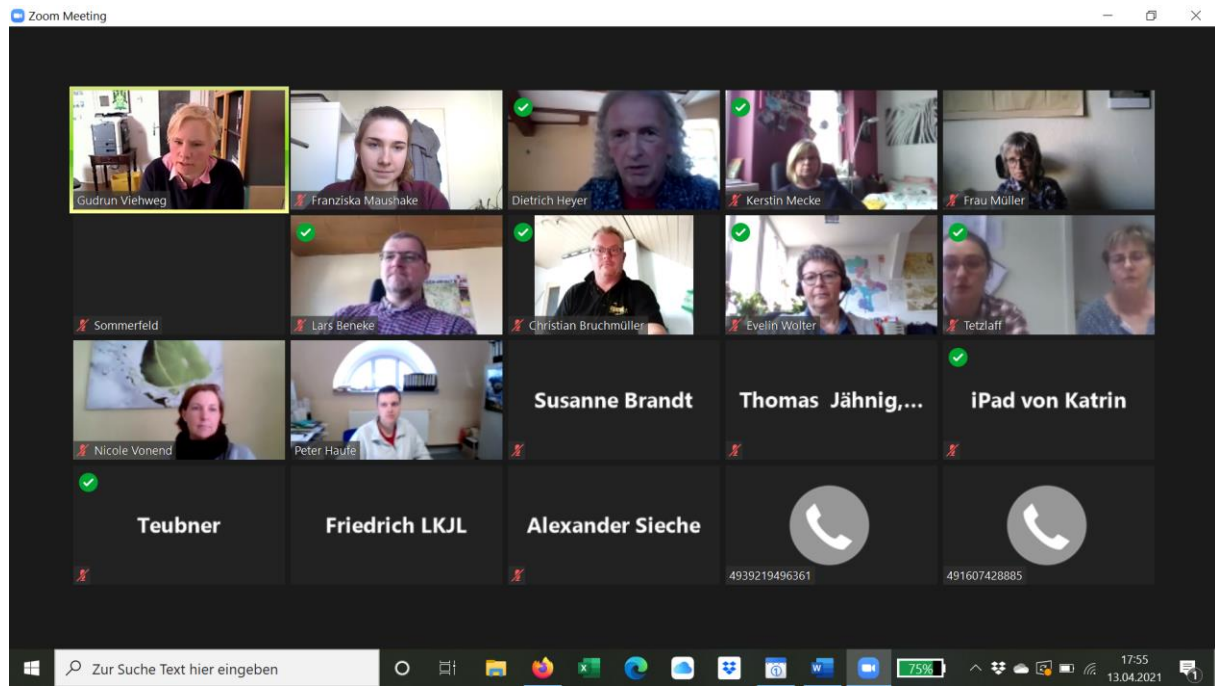 Zoom Meeting
Gudrun Viehweg
Franziska Maushake
Dietrich Heyer
Kerstin Mecke
Frau Müller
Sommerfeld
Lars Beneke
Christian Bruchmüller
Evelin Wolter
Tetzlaff
Nicole Vonend
Peter Haufe
Susanne Brandt
Thomas Jähnig,...
iPad von Katrin
Teubner
Friedrich LKJL
Alexander Sieche
4939219496361
491607428885
Zur Suche Text hier eingeben
75%
17:55
13.04.2021
1